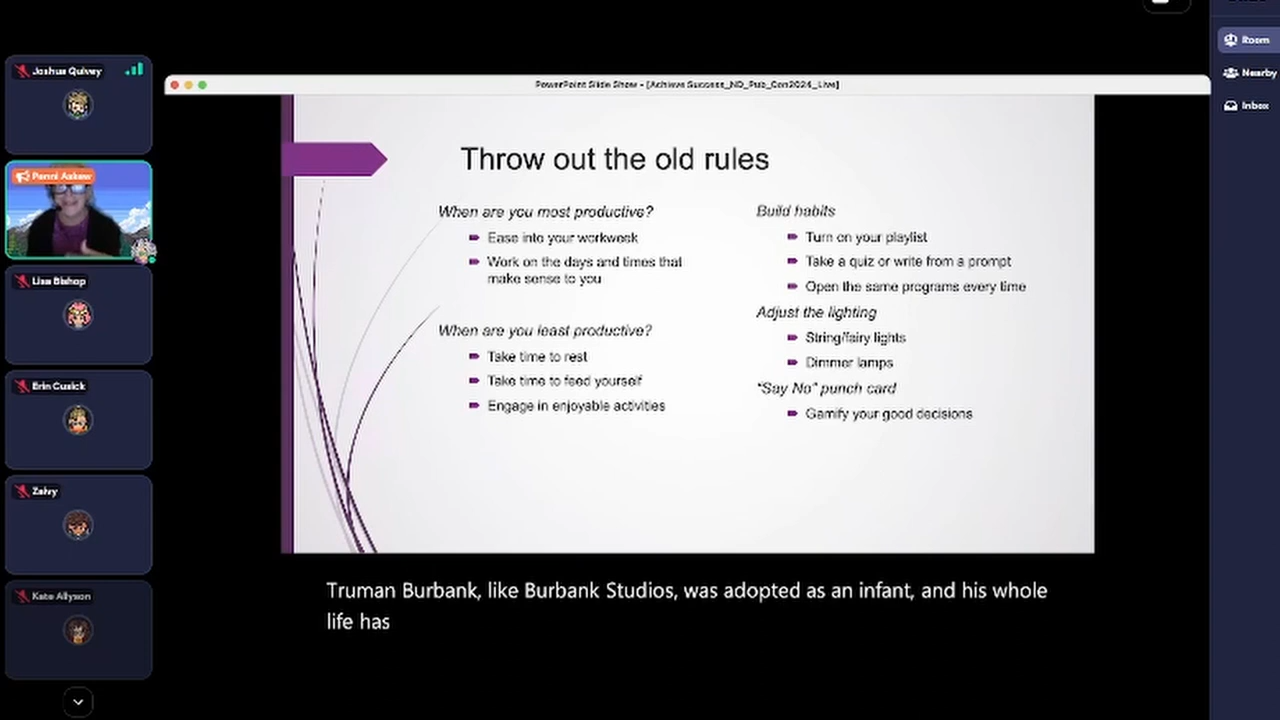 Joshua Quivey
Penni Askew
Lisa Bishop
Erin Cusick
Zelvy
Kate Allyson
PowerPoint Slide Show - [Achieve Success_ND_Pub_Con2024_Live]
Throw out the old rules
When are you most productive?
Ease into your workweek
Work on the days and times that
make sense to you
When are you least productive?
Take time to rest
Take time to feed yourself
Engage in enjoyable activities
Build habits
Turn on your playlist
Take a quiz or write from a prompt
Open the same programs every time
Adjust the lighting
String/fairy lights
Dimmer lamps
"Say No" punch card
Gamify your good decisions
Truman Burbank, like Burbank Studios, was adopted as an infant, and his whole
life has
Room
Nearby
Inbox